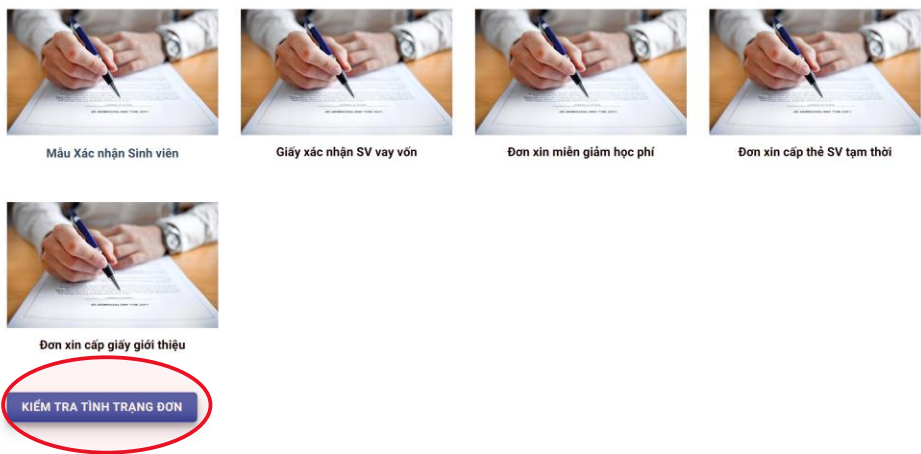 Mẫu Xác nhận Sinh viên
Giấy xác nhận SV vay vốn
Đơn xin miễn giảm học phí
Đơn xin cấp thẻ SV tạm thời
Đơn xin cấp giấy giới thiệu
KIỂM TRA TÌNH TRẠNG ĐƠN